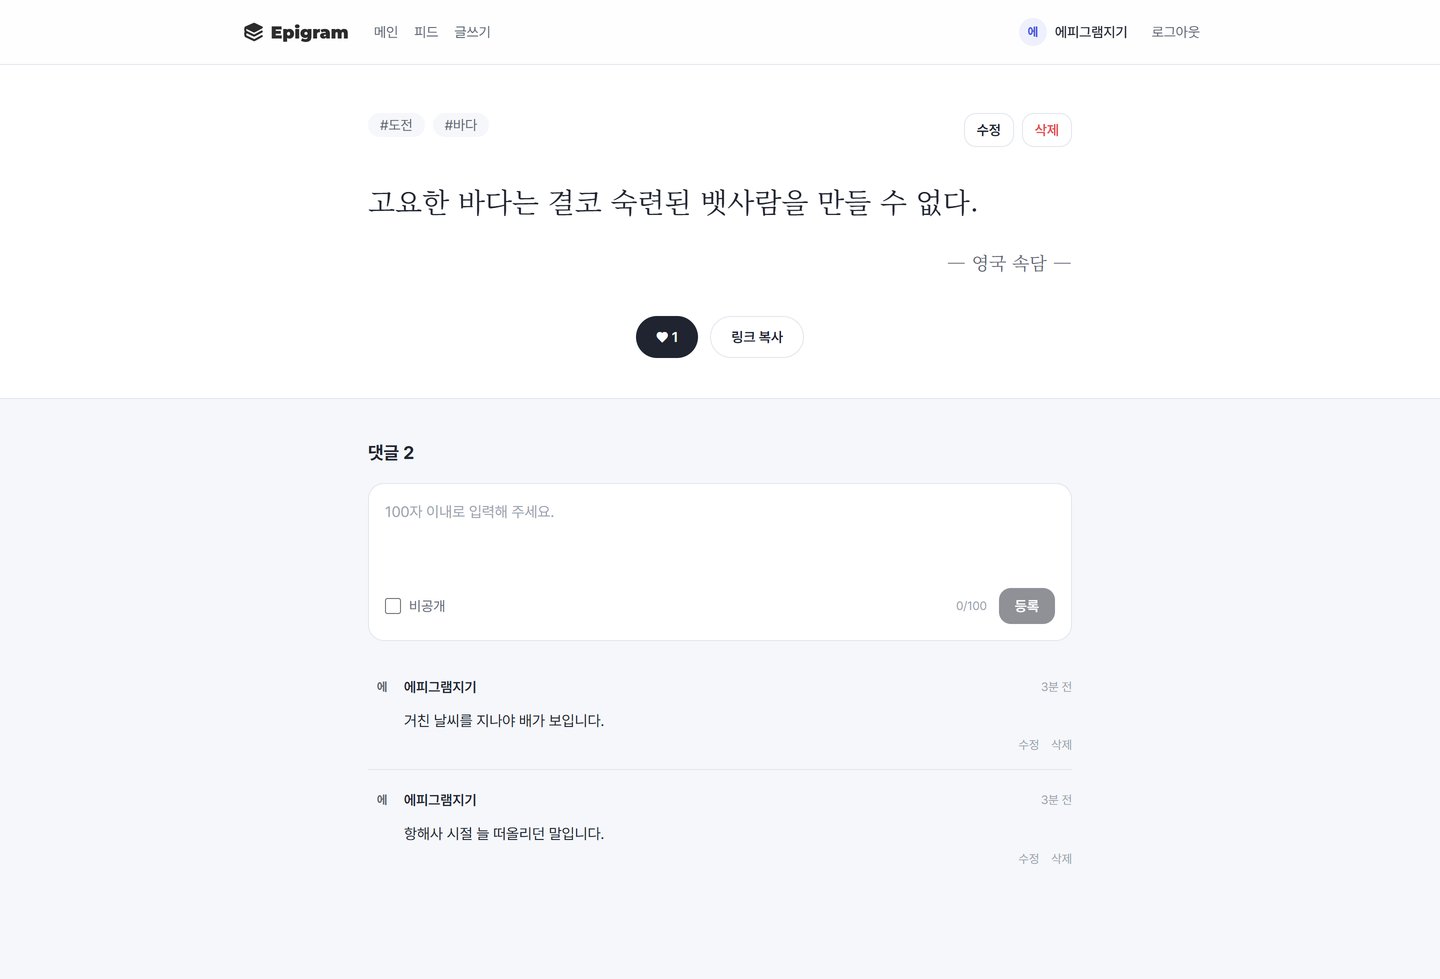 Epigram 메인 피드 글쓰기 에 에피그램지기 로그아웃
#도전 #바다 수정 삭제
고요한 바다는 결코 숙련된 뱃사람을 만들 수 없다.
— 영국 속담 —
1 링크 복사
댓글 2
100자 이내로 입력해 주세요.
비공개 0/100 등록
에 에피그램지기 3분 전
거친 날씨를 지나야 배가 보입니다.
수정 삭제
에 에피그램지기 3분 전
항해사 시절 늘 떠올리던 말입니다.
수정 삭제